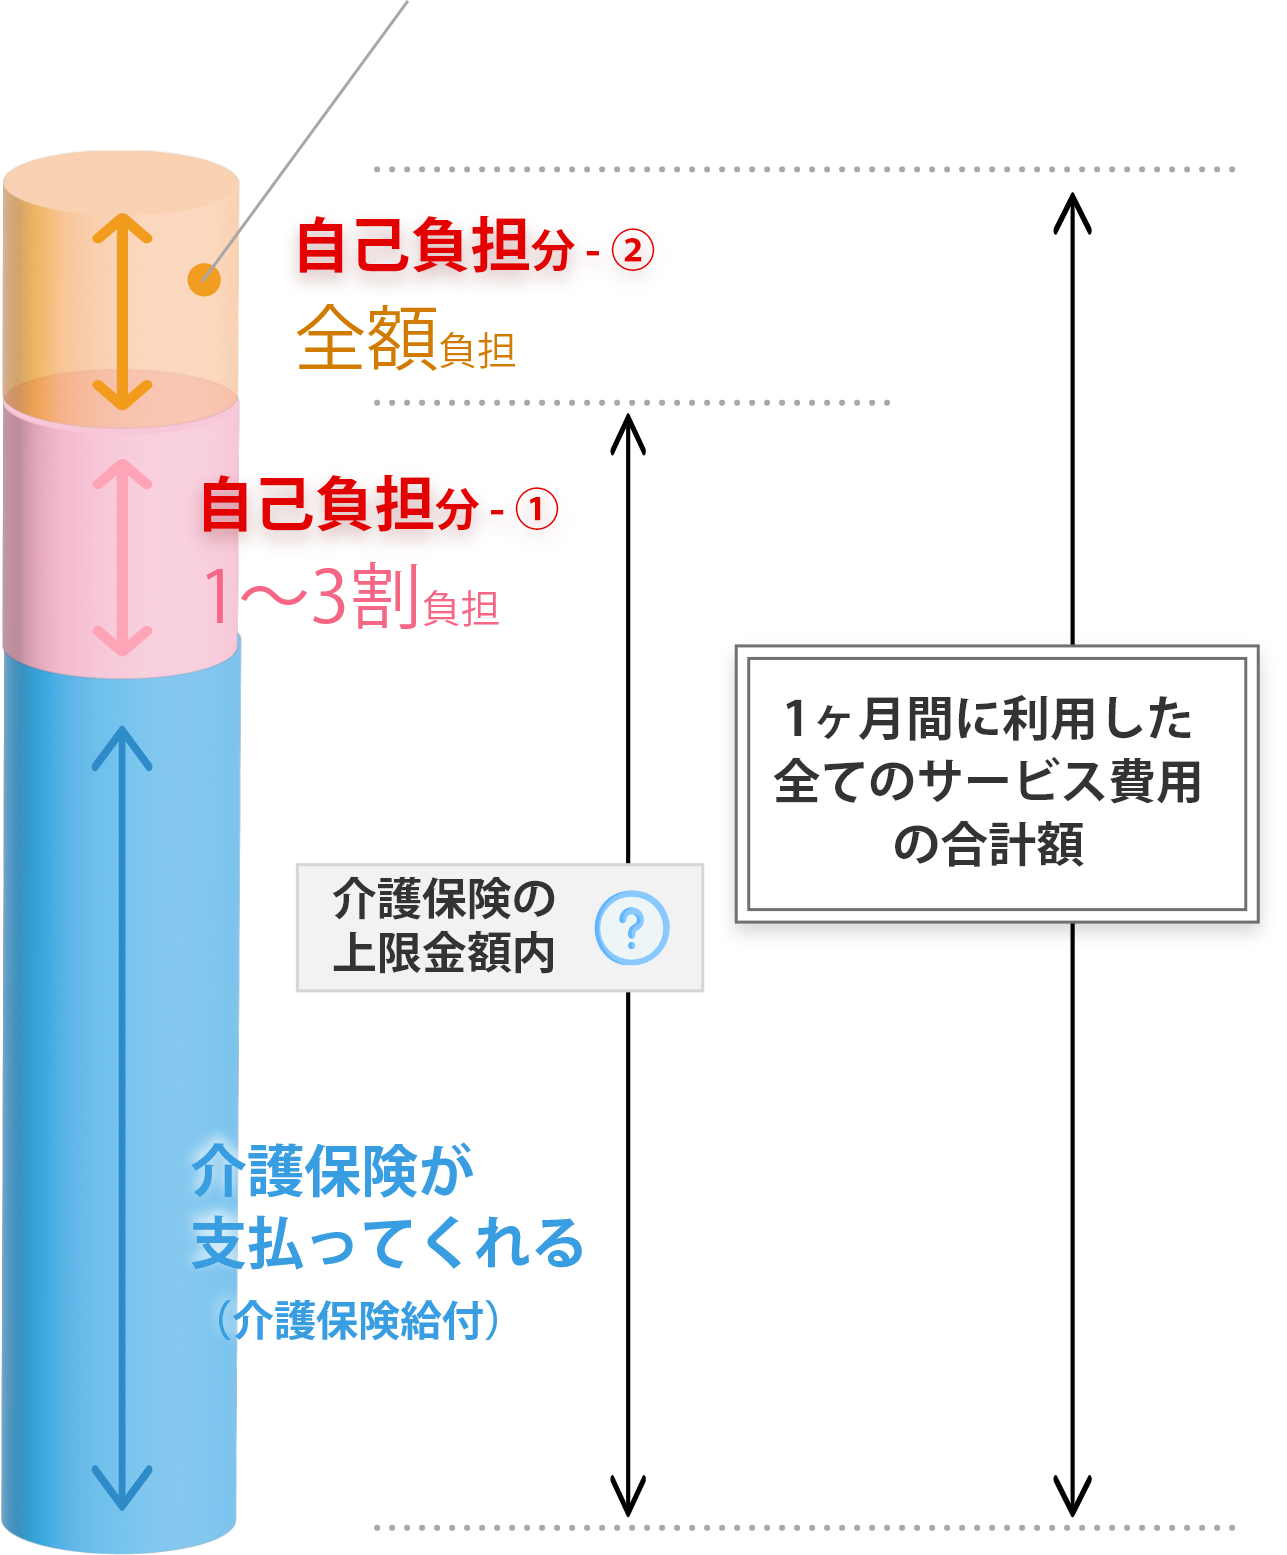 自己負担分 - ②
全額負担
自己負担分 - ①
1～3割負担
1ヶ月間に利用した
全てのサービス費用
の合計額
介護保険の
上限金額内
?
介護保険が
支払ってくれる
（介護保険給付）